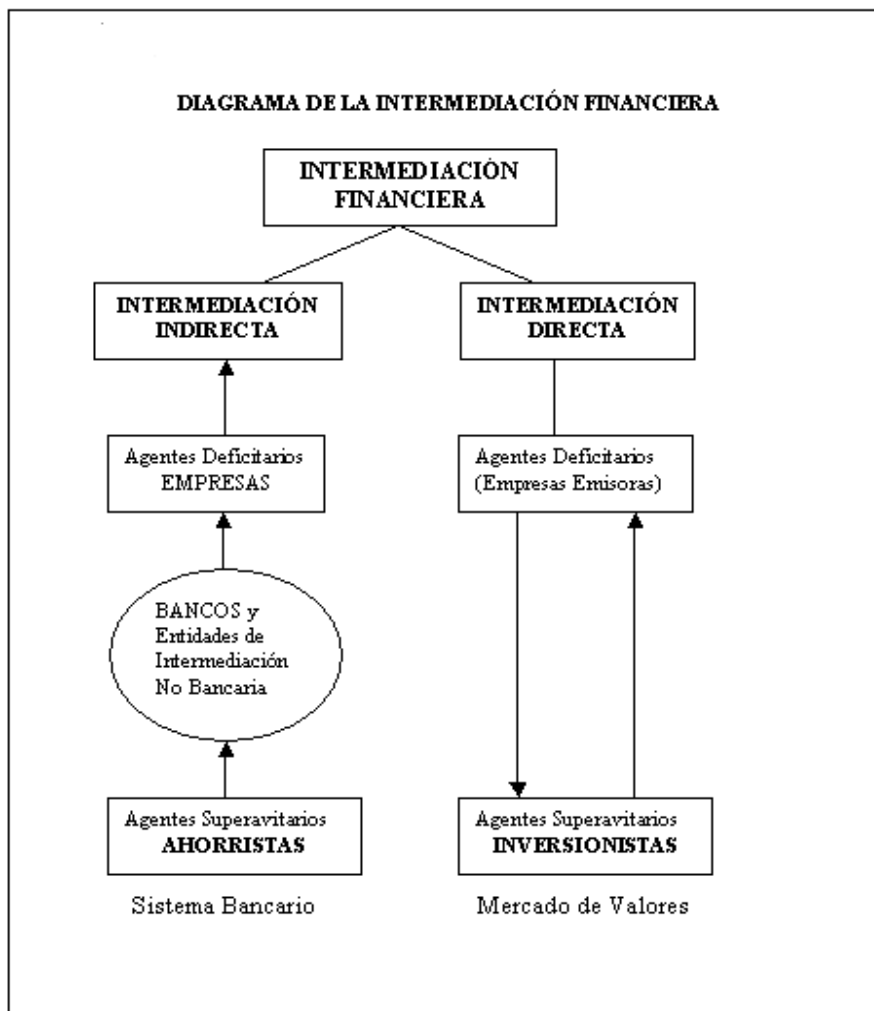 DIAGRAMA DE LA INTERMEDIACIÓN FINANCIERA
INTERMEDIACIÓN
FINANCIERA
INTERMEDIACIÓN
INDIRECTA
INTERMEDIACIÓN
DIRECTA
Agentes Deficitarios
EMPRESAS
Agentes Deficitarios
(Empresas Emisoras)
BANCOS y
Entidades de
Intermediación
No Bancaria
Agentes Superavitarios
AHORRISTAS
Agentes Superavitarios
INVERSIONISTAS
Sistema Bancario
Mercado de Valores